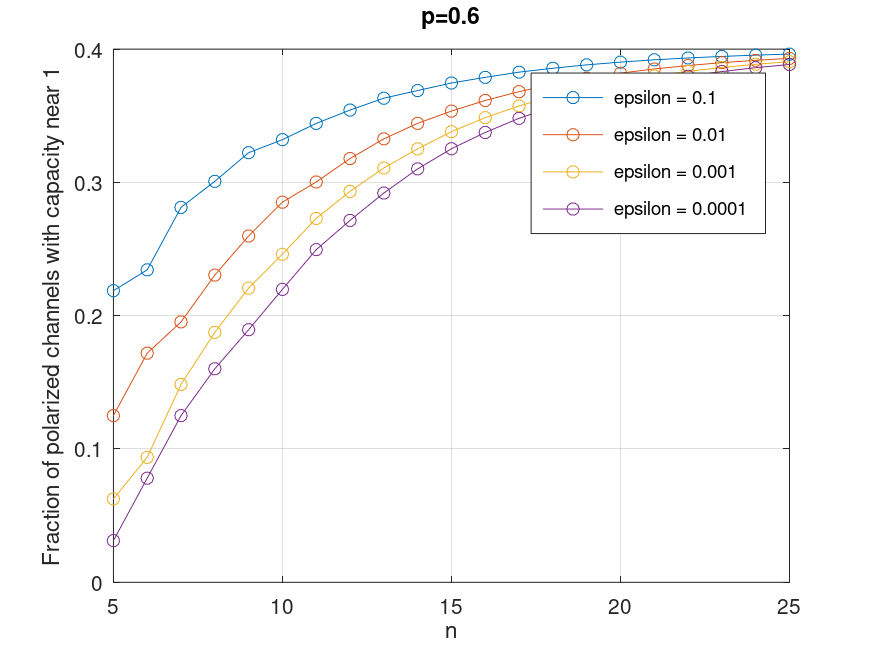 p=0.6
Fraction of polarized channels with capacity near 1
0.4
0.3
0.2
0.1
0
epsilon = 0.1
epsilon = 0.01
epsilon = 0.001
epsilon = 0.0001
5 10 15 20 25
n